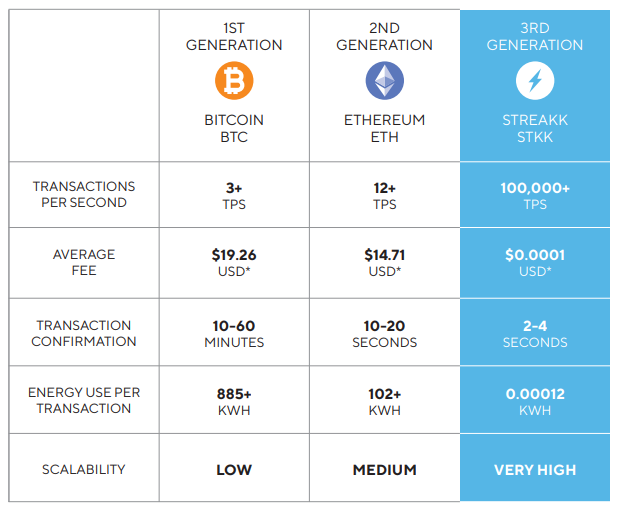 1ST
GENERATION
2ND
GENERATION
3RD
GENERATION
BITCOIN
BTC
ETHEREUM
ETH
STREAKK
STKK
TRANSACTIONS
PER SECOND
3+
TPS
12+
TPS
100,000+
TPS
AVERAGE
FEE
$19.26
USD*
$14.71
USD*
$0.0001
USD*
TRANSACTION
CONFIRMATION
10-60
MINUTES
10-20
SECONDS
2-4
SECONDS
ENERGY USE PER
TRANSACTION
885+
KWH
102+
KWH
0.00012
KWH
SCALABILITY
LOW
MEDIUM
VERY HIGH